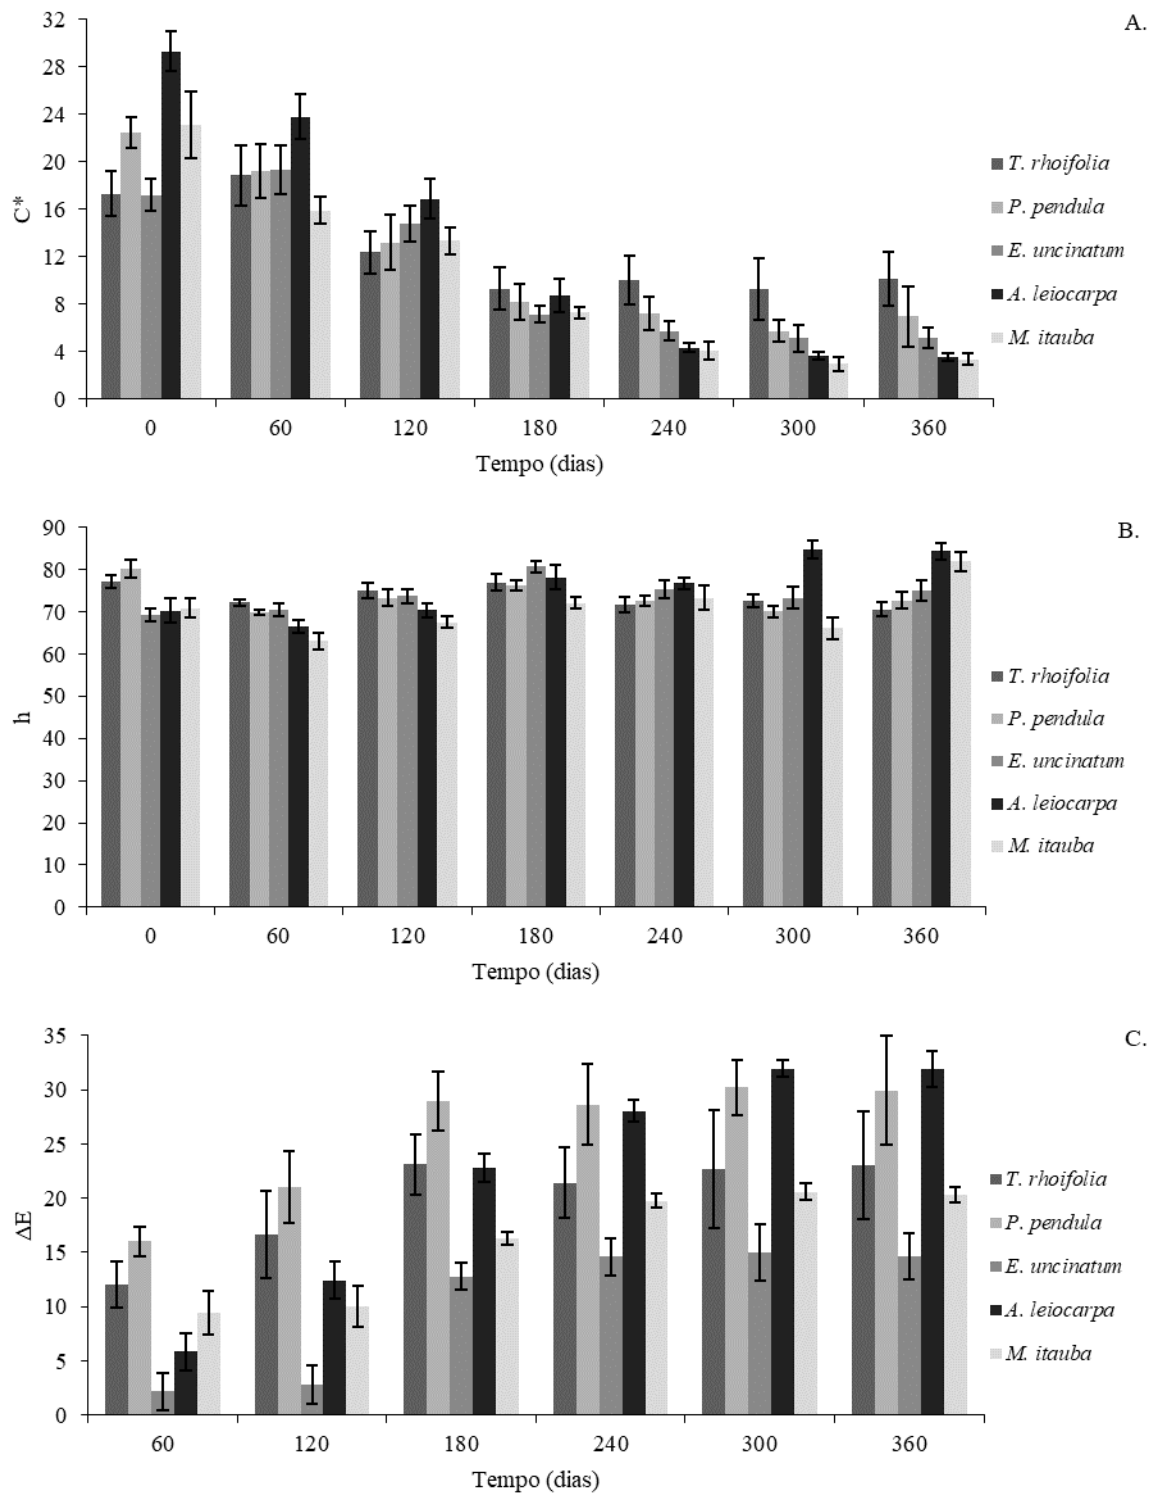 A.
32
28
24
20
16
12
8
4
0
C*
0 60 120 180 240 300 360
Tempo (dias)
T. rhoifolia
P. pendula
E. uncinatum
A. leiocarpa
M. itauba
B.
90
80
70
60
50
40
30
20
10
0
h
0 60 120 180 240 300 360
Tempo (dias)
T. rhoifolia
P. pendula
E. uncinatum
A. leiocarpa
M. itauba
C.
35
30
25
20
15
10
5
0
ΔE
60 120 180 240 300 360
Tempo (dias)
T. rhoifolia
P. pendula
E. uncinatum
A. leiocarpa
M. itauba